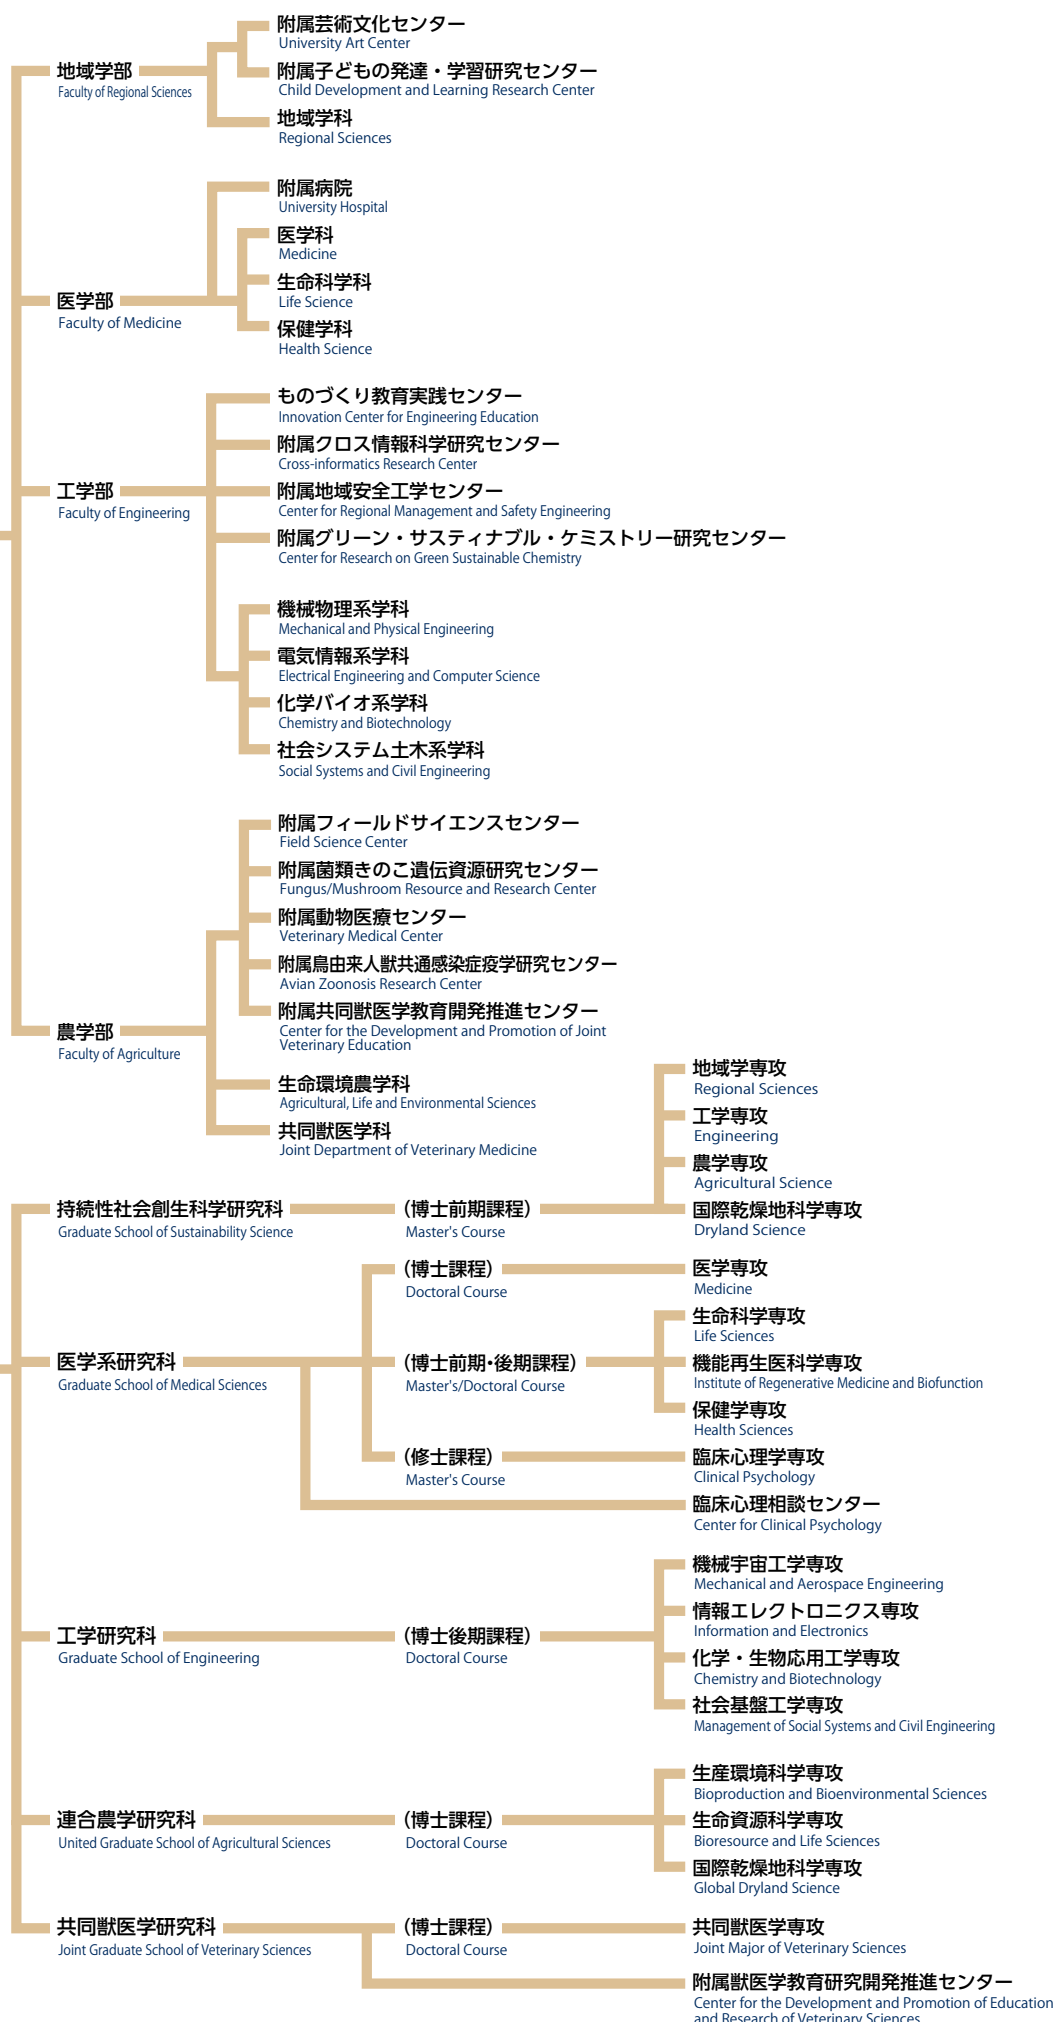 附属芸術文化センター
University Art Center
地域学部
Faculty of Regional Sciences
附属子どもの発達・学習研究センター
Child Development and Learning Research Center
地域学科
Regional Sciences
附属病院
University Hospital
医学科
Medicine
生命科学科
Life Science
医学部
Faculty of Medicine
保健学科
Health Science
ものづくり教育実践センター
Innovation Center for Engineering Education
附属クロス情報科学研究センター
Cross-informatics Research Center
工学部
Faculty of Engineering
附属地域安全工学センター
Center for Regional Management and Safety Engineering
附属グリーン・サスティナブル・ケミストリー研究センター
Center for Research on Green Sustainable Chemistry
機械物理系学科
Mechanical and Physical Engineering
電気情報系学科
Electrical Engineering and Computer Science
化学バイオ系学科
Chemistry and Biotechnology
社会システム土木系学科
Social Systems and Civil Engineering
附属フィールドサイエンスセンター
Field Science Center
附属菌類きのこ遺伝資源研究センター
Fungus/Mushroom Resource and Research Center
附属動物医療センター
Veterinary Medical Center
附属鳥由来人獣共通感染症疫学研究センター
Avian Zoonosis Research Center
附属共同獣医学教育開発推進センター
Center for the Development and Promotion of Joint
Veterinary Education
農学部
Faculty of Agriculture
生命環境農学科
Agricultural, Life and Environmental Sciences
共同獣医学科
Joint Department of Veterinary Medicine
地域学専攻
Regional Sciences
工学専攻
Engineering
農学専攻
Agricultural Science
持続性社会創生科学研究科
Graduate School of Sustainability Science
（博士前期課程）
Master's Course
国際乾燥地科学専攻
Dryland Science
（博士課程）
Doctoral Course
医学専攻
Medicine
生命科学専攻
Life Sciences
医学系研究科
Graduate School of Medical Sciences
（博士前期・後期課程）
Master's/Doctoral Course
機能再生医科学専攻
Institute of Regenerative Medicine and Biofunction
保健学専攻
Health Sciences
（修士課程）
Master's Course
臨床心理学専攻
Clinical Psychology
臨床心理相談センター
Center for Clinical Psychology
機械宇宙工学専攻
Mechanical and Aerospace Engineering
情報エレクトロニクス専攻
Information and Electronics
工学研究科
Graduate School of Engineering
（博士後期課程）
Doctoral Course
化学・生物応用工学専攻
Chemistry and Biotechnology
社会基盤工学専攻
Management of Social Systems and Civil Engineering
生産環境科学専攻
Bioproduction and Bioenvironmental Sciences
連合農学研究科
United Graduate School of Agricultural Sciences
（博士課程）
Doctoral Course
生命資源科学専攻
Bioresource and Life Sciences
国際乾燥地科学専攻
Global Dryland Science
共同獣医学研究科
Joint Graduate School of Veterinary Sciences
（博士課程）
Doctoral Course
共同獣医学専攻
Joint Major of Veterinary Sciences
附属獣医学教育研究開発推進センター
Center for the Development and Promotion of Education
and Research of Veterinary Sciences